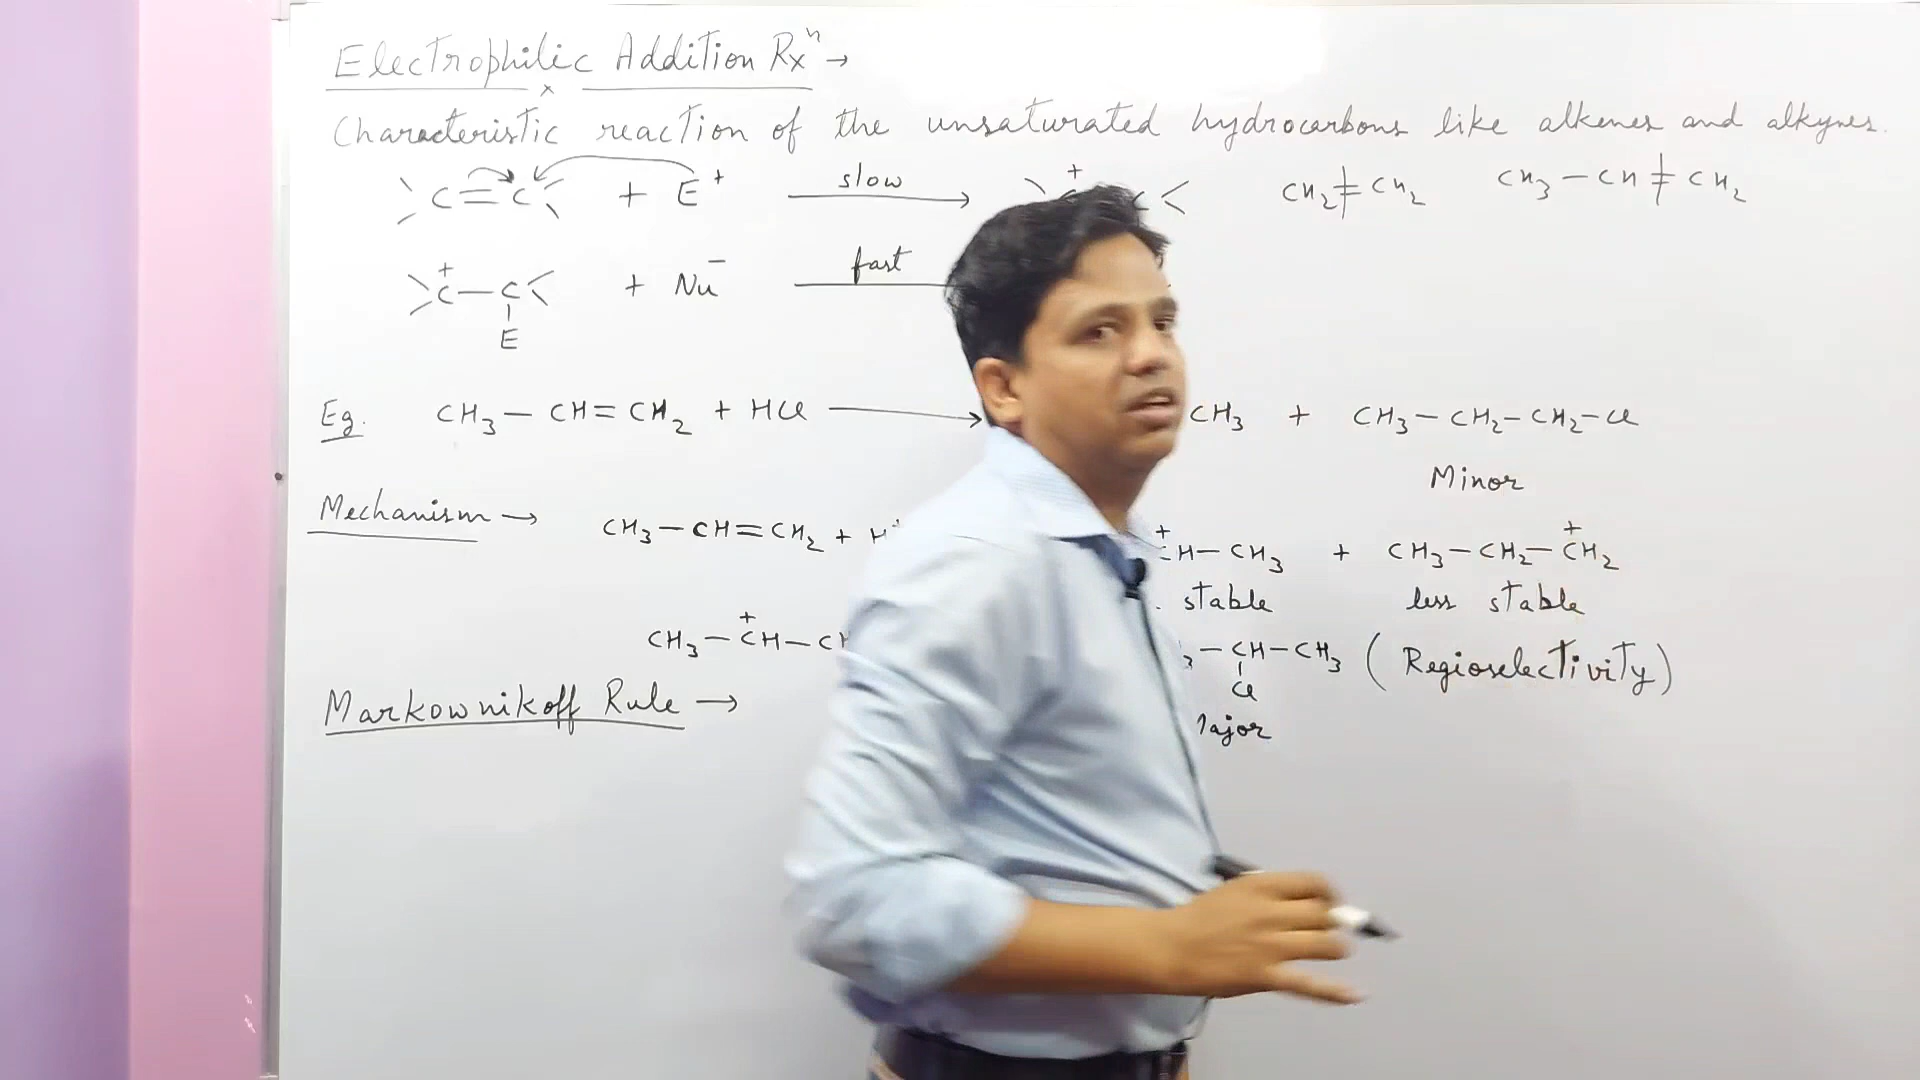 Electrophilic Addition Rxⁿ →
Characteristic reaction of the unsaturated hydrocarbons like alkenes and alkynes.
C=C + E⁺ slow → + C CH₂=CH₂ CH₃—CH=CH₂
C⁺—C + Nu⁻ fast
E
Eg. CH₃—CH=CH₂ + HCl → CH₃ + CH₃—CH₂—CH₂—Cl
Minor
Mechanism → CH₃—CH=CH₂ + H⁺ ⁺CH—CH₃ + CH₃—CH₂—⁺CH₂
stable less stable
CH₃—⁺CH—CH ₃—CH—CH₃ (Regioselectivity)
Cl
Markownikoff Rule → ajor